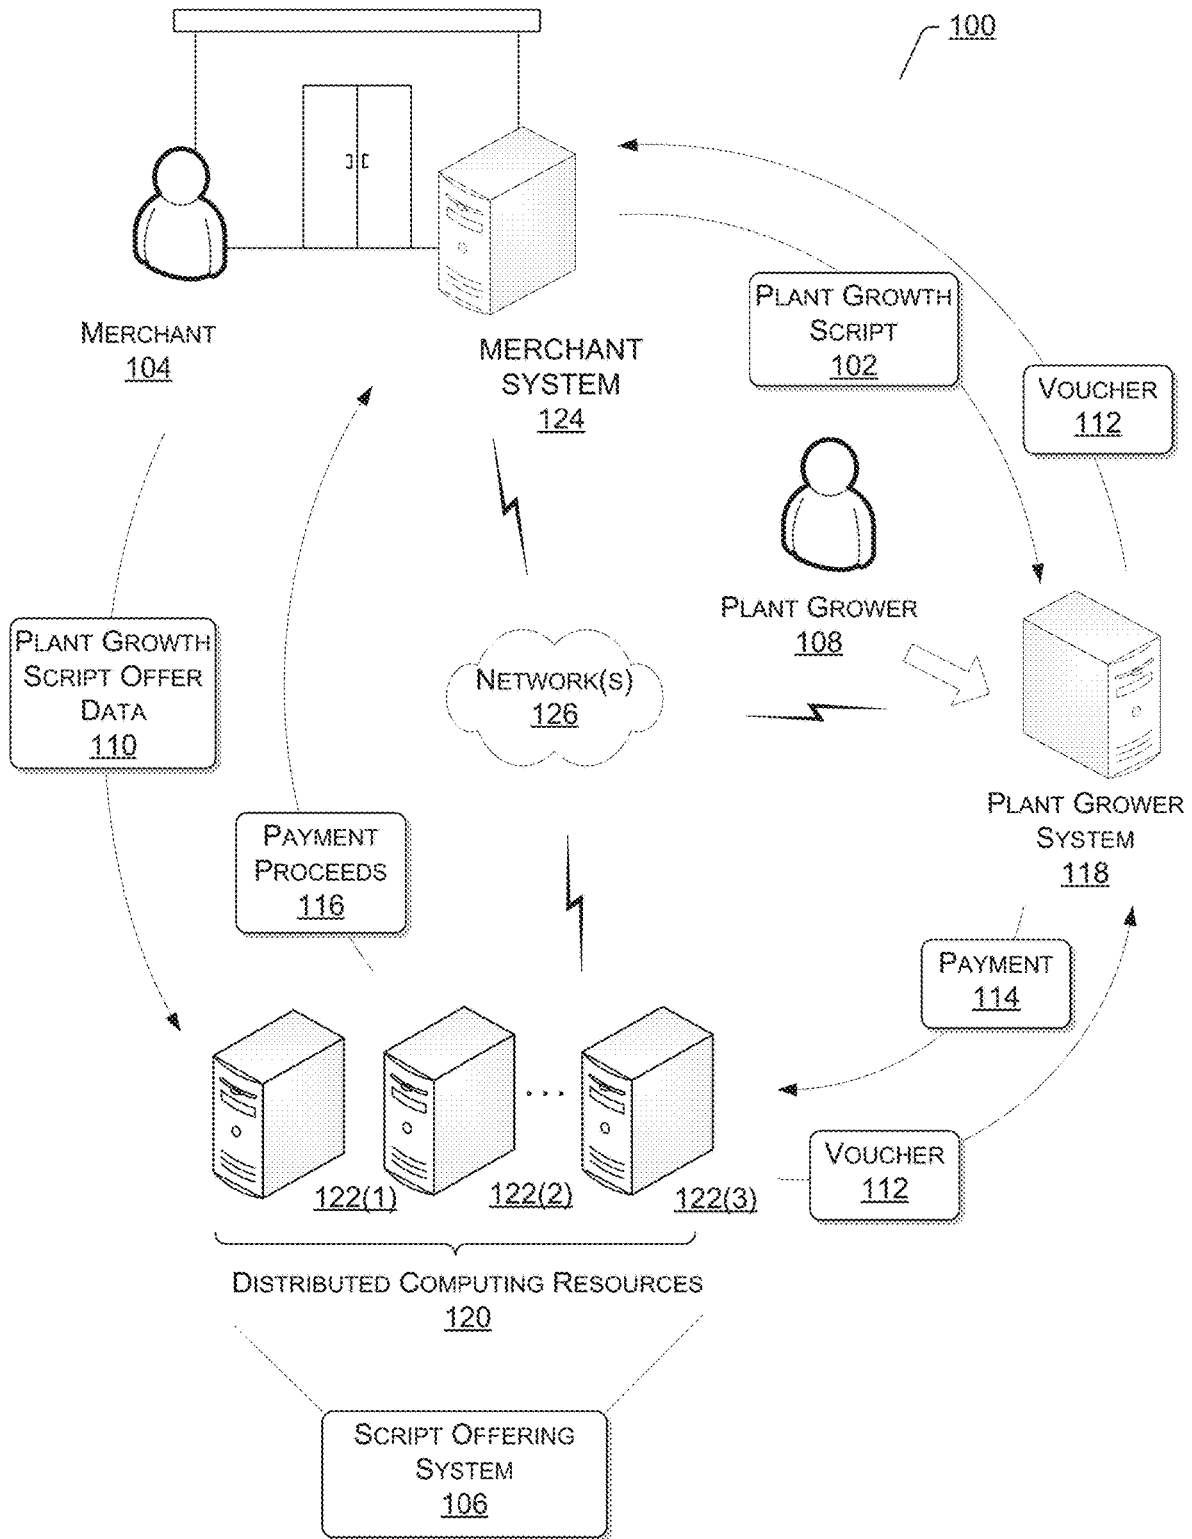 100
MERCHANT
104
MERCHANT
SYSTEM
124
PLANT GROWTH
SCRIPT
102
VOUCHER
112
PLANT GROWER
108
PLANT GROWTH
SCRIPT OFFER
DATA
110
NETWORK(S)
126
PLANT GROWER
SYSTEM
118
PAYMENT
PROCEEDS
116
PAYMENT
114
VOUCHER
112
122(1)
122(2)
...
122(3)
DISTRIBUTED COMPUTING RESOURCES
120
SCRIPT OFFERING
SYSTEM
106